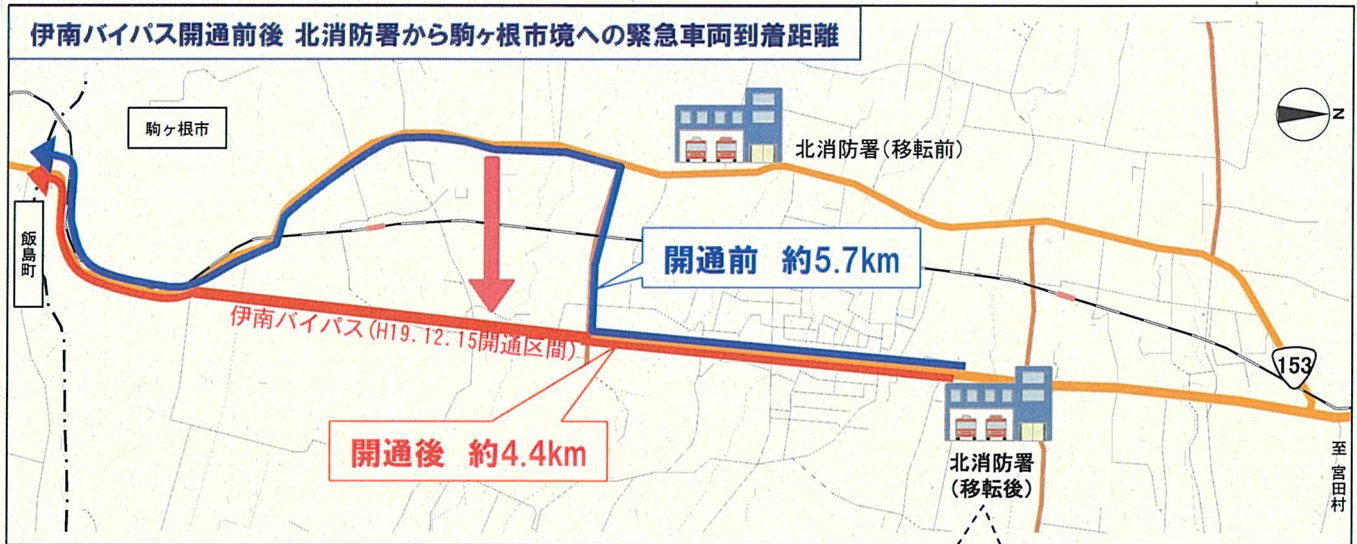 伊南バイパス開通前後 北消防署から駒ヶ根市境への緊急車両到着距離
駒ヶ根市
北消防署(移転前)
N
飯島町
開通前 約5.7km
伊南バイパス(H19.12.15開通区間)
153
開通後 約4.4km
北消防署
(移転後)
至 宮田村